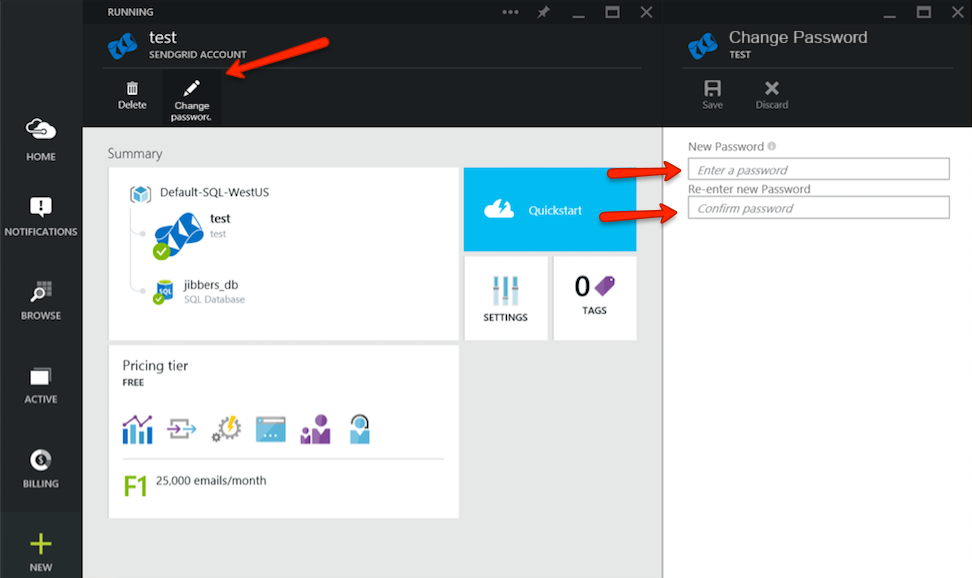 RUNNING
test
SENDGRID ACCOUNT
Delete
Change
password
HOME
NOTIFICATIONS
BROWSE
ACTIVE
BILLING
NEW
Summary
Default-SQL-WestUS
test
test
SQL
jibbers_db
SQL Database
Quickstart
SETTINGS
0
TAGS
Pricing tier
FREE
F1 25,000 emails/month
Change Password
TEST
Save
Discard
New Password
Enter a password
Re-enter new Password
Confirm password